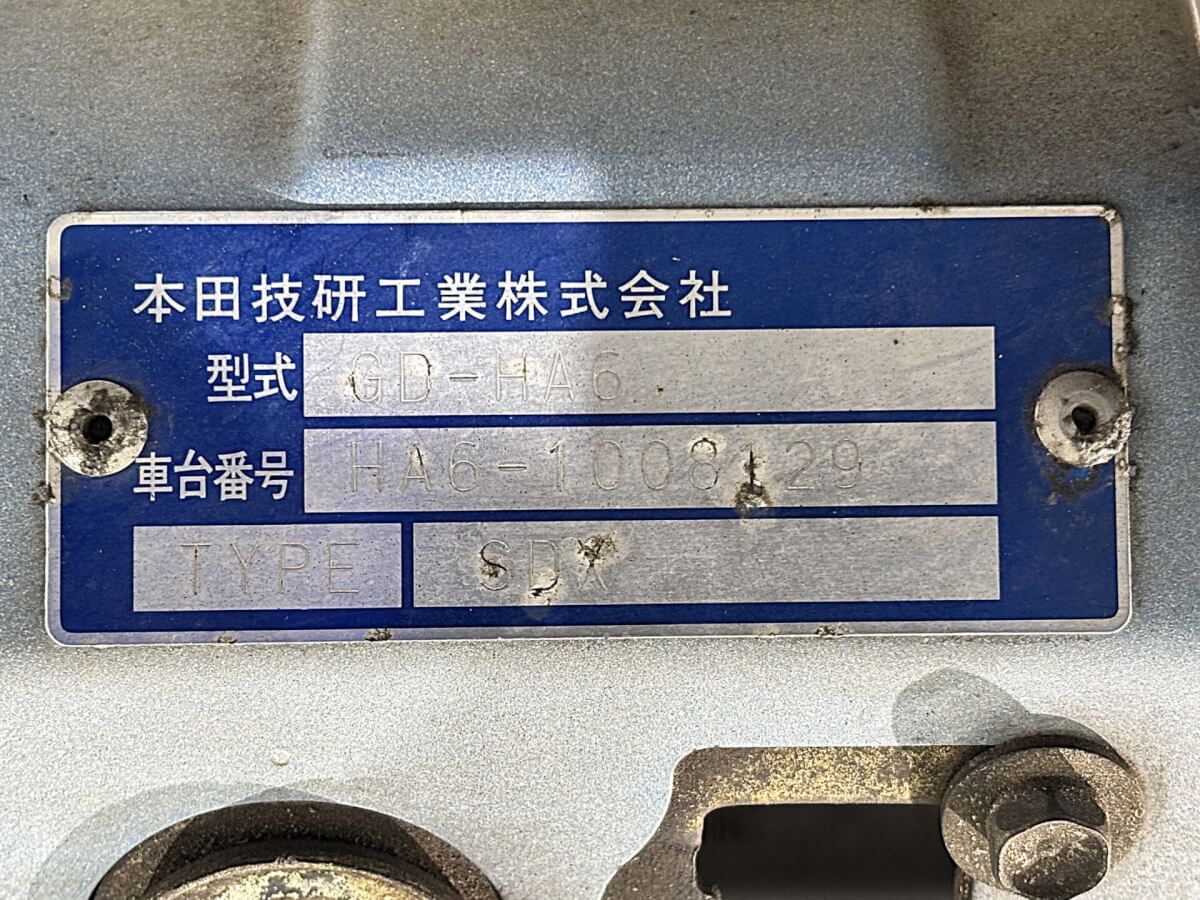 本田技研工業株式会社
型式 GD-HA6
車台番号 HA6-1008129
TYPE SDX